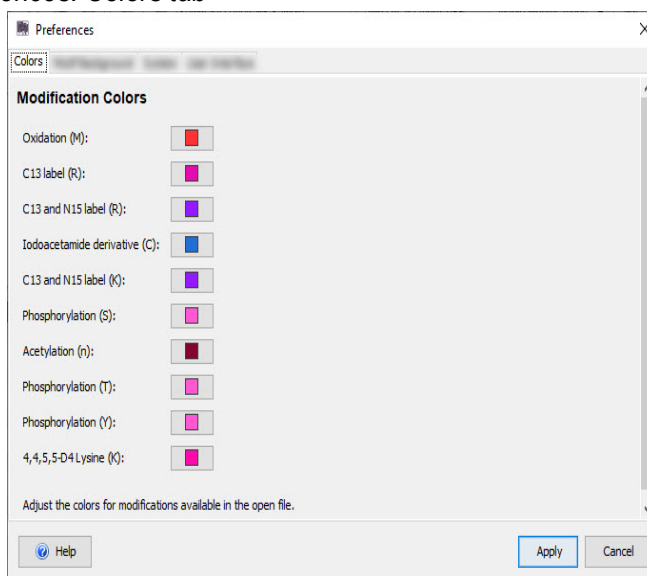 Preferences
Colors
Modification Colors
Oxidation (M):
C13 label (R):
C13 and N15 label (R):
Iodoacetamide derivative (C):
C13 and N15 label (K):
Phosphorylation (S):
Acetylation (n):
Phosphorylation (T):
Phosphorylation (Y):
4,4,5,5-D4 Lysine (K):
Adjust the colors for modifications available in the open file.
Help Apply Cancel